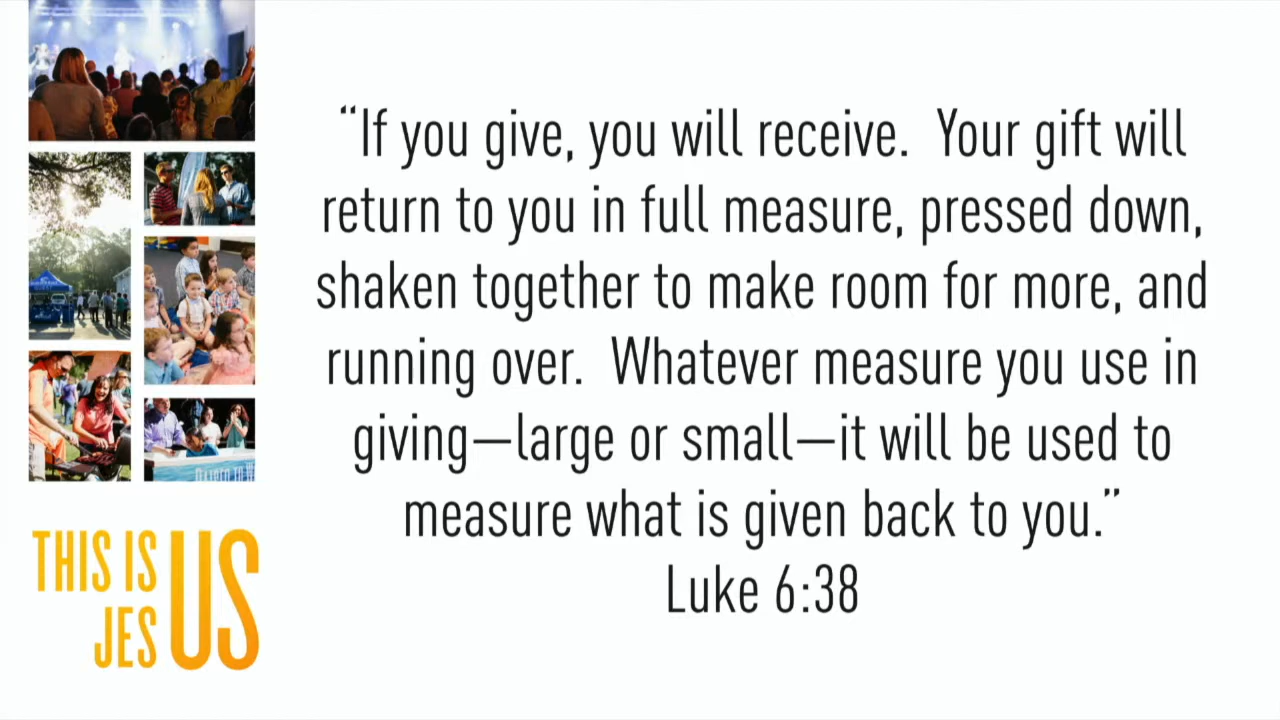 “If you give, you will receive.  Your gift will
return to you in full measure, pressed down,
shaken together to make room for more, and
running over.  Whatever measure you use in
giving—large or small—it will be used to
measure what is given back to you.”
Luke 6:38
THIS IS
JESUS